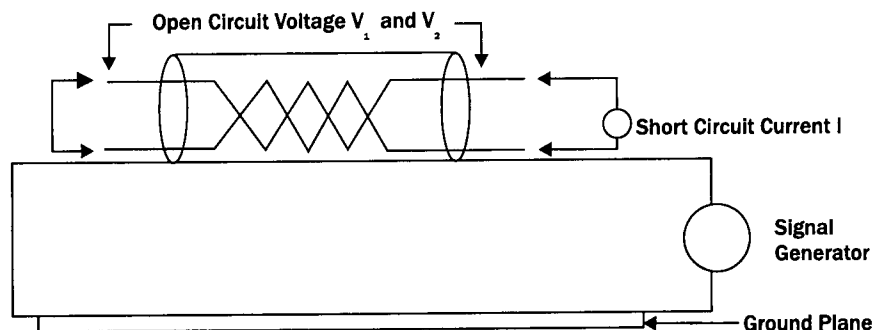 Open Circuit Voltage V₁ and V₂
Short Circuit Current I
Signal
Generator
Ground Plane